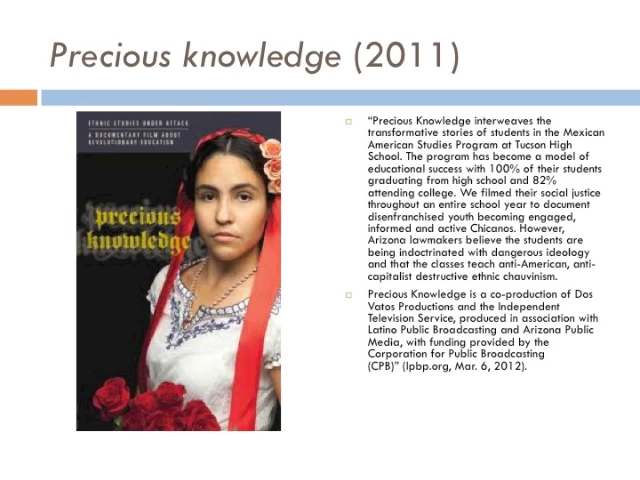 Precious knowledge (2011)
ETHNIC STUDIES UNDER ATTACK
A DOCUMENTARY FILM ABOUT
REVOLUTIONARY EDUCATION
precious
knowledge
“Precious Knowledge interweaves the
transformative stories of students in the Mexican
American Studies Program at Tucson High
School. The program has become a model of
educational success with 100% of their students
graduating from high school and 82%
attending college. We filmed their social justice
throughout an entire school year to document
disenfranchised youth becoming engaged,
informed and active Chicanos. However,
Arizona lawmakers believe the students are
being indoctrinated with dangerous ideology
and that the classes teach anti-American, anti-
capitalist destructive ethnic chauvinism.
Precious Knowledge is a co-production of Dos
Vatos Productions and the Independent
Television Service, produced in association with
Latino Public Broadcasting and Arizona Public
Media, with funding provided by the
Corporation for Public Broadcasting
(CPB)” (lpbp.org, Mar. 6, 2012).